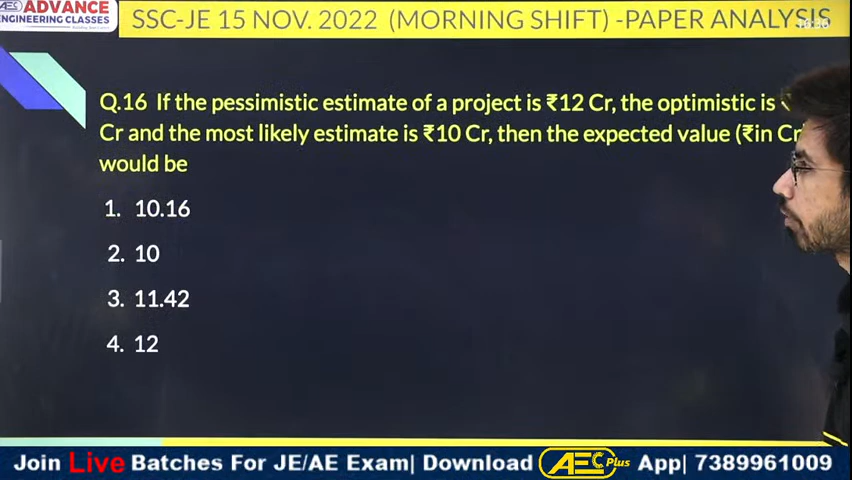 AEC ADVANCE
ENGINEERING CLASSES
SSC-JE 15 NOV. 2022 (MORNING SHIFT) -PAPER ANALYSIS
Q.16 If the pessimistic estimate of a project is ₹12 Cr, the optimistic is ₹
Cr and the most likely estimate is ₹10 Cr, then the expected value (₹in Cr
would be
1. 10.16
2. 10
3. 11.42
4. 12
Join Live Batches For JE/AE Exam| Download AEC Plus App| 7389961009